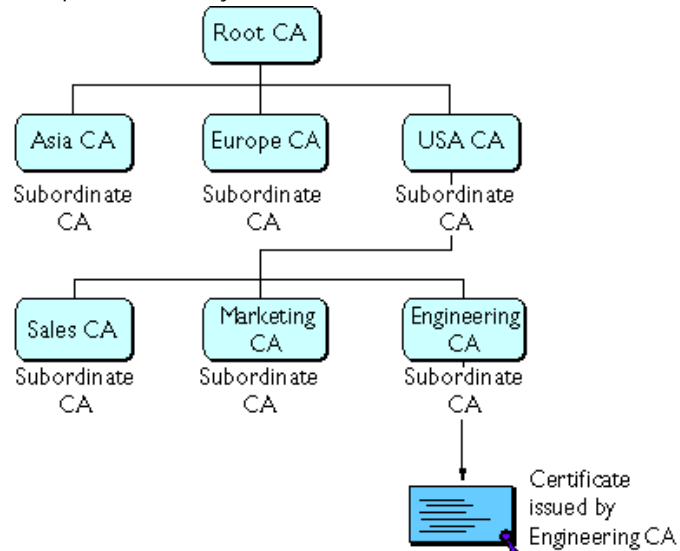 Root CA
Asia CA
Europe CA
USA CA
Subordinate
CA
Subordinate
CA
Subordinate
CA
Sales CA
Marketing
CA
Engineering
CA
Subordinate
CA
Subordinate
CA
Subordinate
CA
Certificate
issued by
Engineering CA